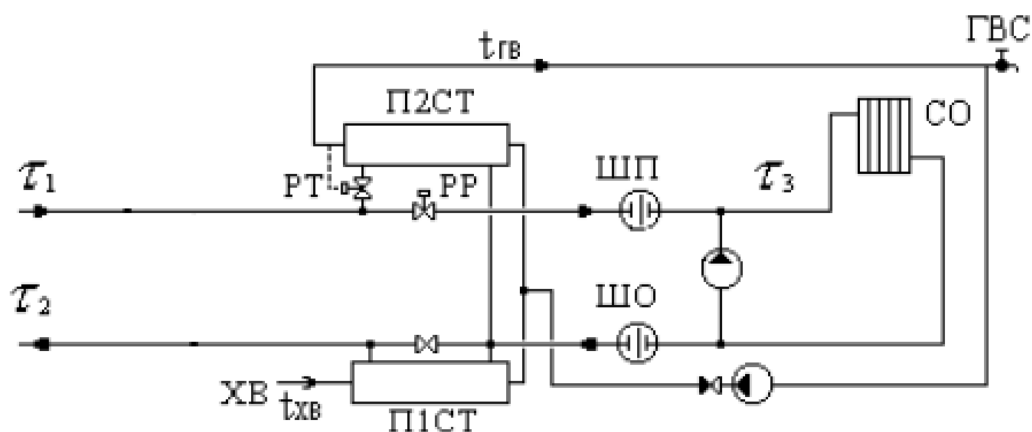 ГВС
tГВ
П2СТ
СО
τ1
РТ
РР
ШП
τ3
τ2
ШО
ХВ
tХВ
П1СТ